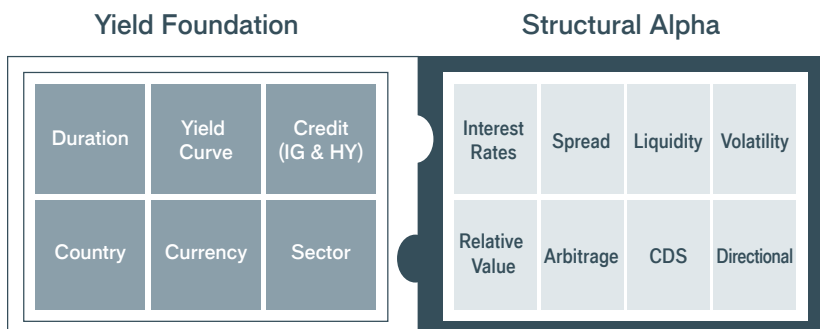 Yield Foundation
Structural Alpha
Duration
Yield
Curve
Credit
(IG & HY)
Interest
Rates
Spread
Liquidity
Volatility
Country
Currency
Sector
Relative
Value
Arbitrage
CDS
Directional